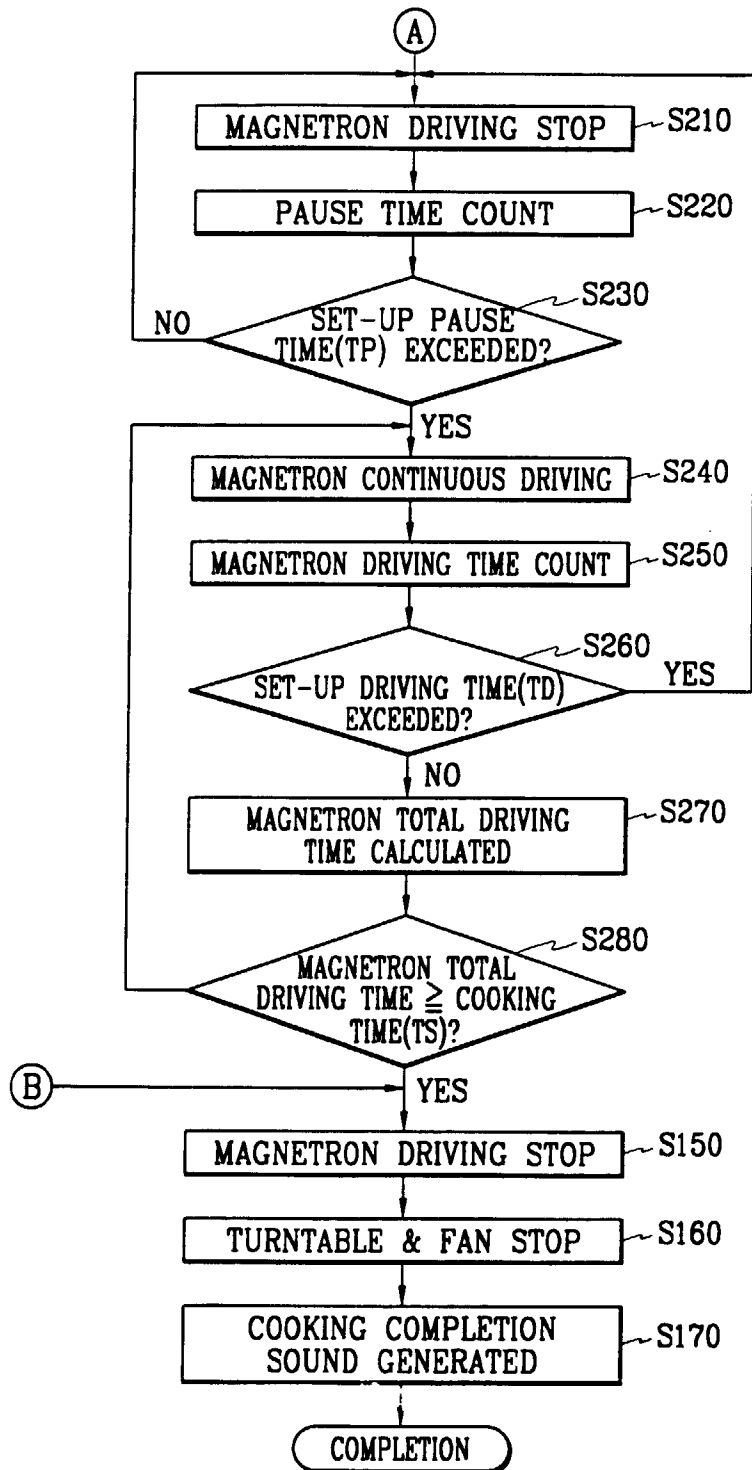 A
MAGNETRON DRIVING STOP
S210
PAUSE TIME COUNT
S220
S230
NO
SET-UP PAUSE
TIME(TP) EXCEEDED?
YES
MAGNETRON CONTINUOUS DRIVING
S240
MAGNETRON DRIVING TIME COUNT
S250
S260
SET-UP DRIVING TIME(TD)
EXCEEDED?
YES
NO
MAGNETRON TOTAL DRIVING
TIME CALCULATED
S270
S280
MAGNETRON TOTAL
DRIVING TIME ≧ COOKING
TIME(TS)?
B
YES
MAGNETRON DRIVING STOP
S150
TURNTABLE & FAN STOP
S160
COOKING COMPLETION
SOUND GENERATED
S170
COMPLETION